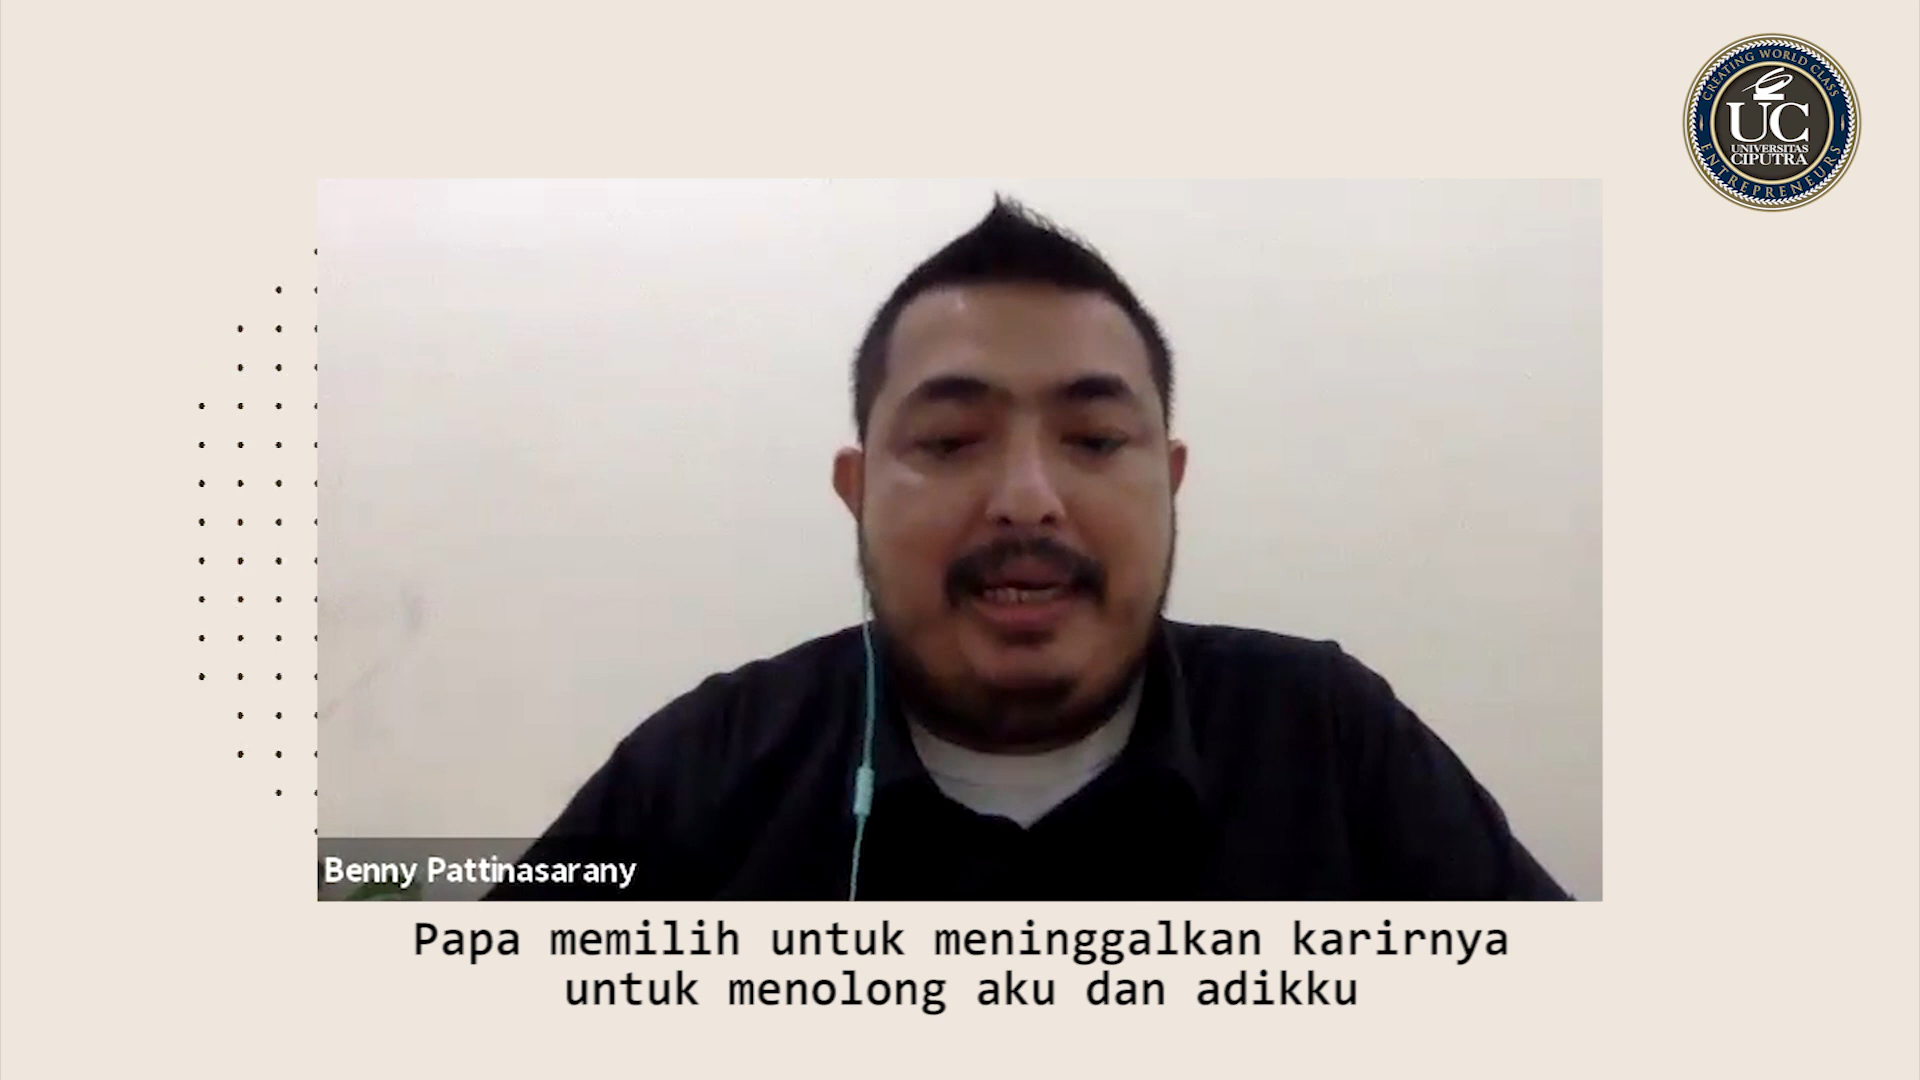 CREATING WORLD CLASS
UC
UNIVERSITAS
CIPUTRA
ENTREPRENEURS
Benny Pattinasarany
Papa memilih untuk meninggalkan karirnya
untuk menolong aku dan adikku